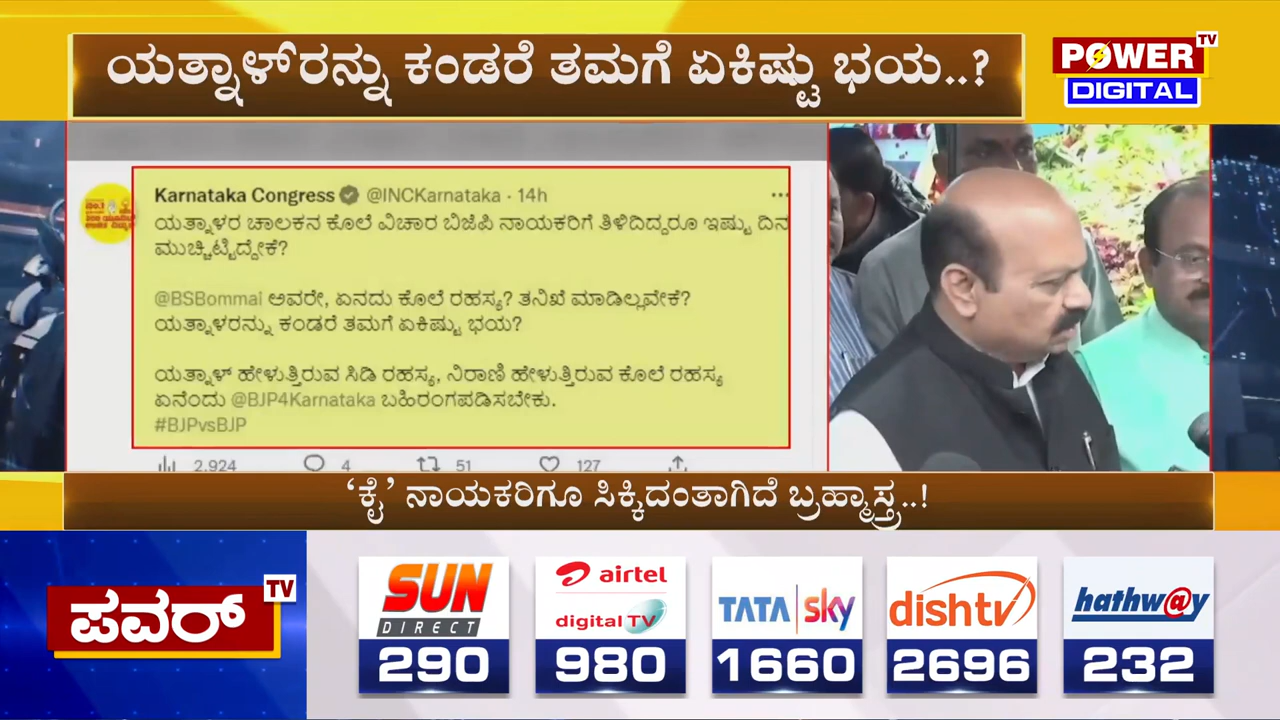 ಯತ್ನಾಳ್‌ರನ್ನು ಕಂಡರೆ ತಮಗೆ ಏಕಿಷ್ಟು ಭಯ..?
POWER TV
DIGITAL
Karnataka Congress @INCKarnataka · 14h
ಯತ್ನಾಳರ ಚಾಲಕನ ಕೊಲೆ ವಿಚಾರ ಬಿಜೆಪಿ ನಾಯಕರಿಗೆ ತಿಳಿದಿದ್ದರೂ ಇಷ್ಟು ದಿನ
ಮುಚ್ಚಿಟ್ಟಿದ್ದೇಕೆ?
@BSBommai ಅವರೇ, ಏನದು ಕೊಲೆ ರಹಸ್ಯ? ತನಿಖೆ ಮಾಡಿಲ್ಲವೇಕೆ?
ಯತ್ನಾಳರನ್ನು ಕಂಡರೆ ತಮಗೆ ಏಕಿಷ್ಟು ಭಯ?
ಯತ್ನಾಳ್ ಹೇಳುತ್ತಿರುವ ಸಿಡಿ ರಹಸ್ಯ, ನಿರಾಣಿ ಹೇಳುತ್ತಿರುವ ಕೊಲೆ ರಹಸ್ಯ
ಏನೆಂದು @BJP4Karnataka ಬಹಿರಂಗಪಡಿಸಬೇಕು.
#BJPvsBJP
2,924 4 51 127
‘ಕೈ’ ನಾಯಕರಿಗೂ ಸಿಕ್ಕಿದಂತಾಗಿದೆ ಬ್ರಹ್ಮಾಸ್ತ್ರ..!
ಪವರ್ TV
SUN DIRECT 290
airtel digital TV 980
TATA sky 1660
dishtv 2696
hathw@y 232